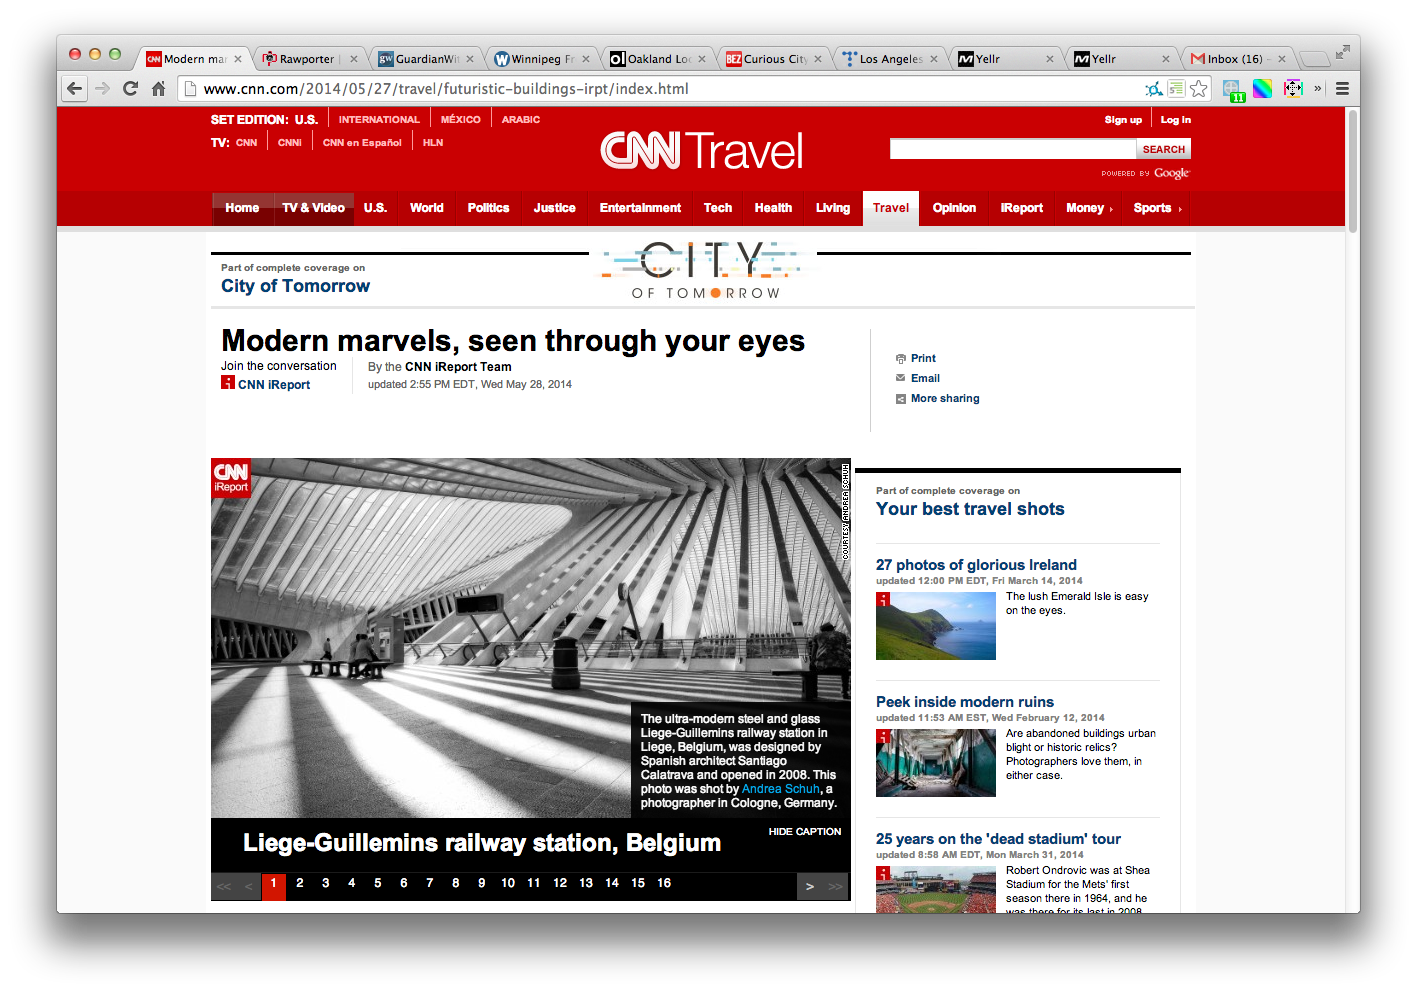 Modern mar
Rawporter |
GuardianWit
Winnipeg Fr
Oakland Loc
Curious City
Los Angeles
Yellr
Yellr
Inbox (16) -
www.cnn.com/2014/05/27/travel/futuristic-buildings-irpt/index.html
11
SET EDITION: U.S. INTERNATIONAL MÉXICO ARABIC
TV: CNN CNNi CNN en Español HLN
CNN Travel
Sign up Log In
SEARCH
POWERED BY Google
Home TV & Video U.S. World Politics Justice Entertainment Tech Health Living Travel Opinion iReport Money Sports
Part of complete coverage on
City of Tomorrow
CITY
OF TOMORROW
Modern marvels, seen through your eyes
Join the conversation
CNN iReport
By the CNN iReport Team
updated 2:55 PM EDT, Wed May 28, 2014
Print
Email
More sharing
CNN
iReport
COURTESY ANDREA SCHUH
The ultra-modern steel and glass
Liege-Guillemins railway station in
Liege, Belgium, was designed by
Spanish architect Santiago
Calatrava and opened in 2008. This
photo was shot by Andrea Schuh, a
photographer in Cologne, Germany.
Liege-Guillemins railway station, Belgium
HIDE CAPTION
<< < 1 2 3 4 5 6 7 8 9 10 11 12 13 14 15 16 > >>
Part of complete coverage on
Your best travel shots
27 photos of glorious Ireland
updated 12:00 PM EDT, Fri March 14, 2014
The lush Emerald Isle is easy
on the eyes.
Peek inside modern ruins
updated 11:53 AM EST, Wed February 12, 2014
Are abandoned buildings urban
blight or historic relics?
Photographers love them, in
either case.
25 years on the 'dead stadium' tour
updated 8:58 AM EDT, Mon March 31, 2014
Robert Ondrovic was at Shea
Stadium for the Mets' first
season there in 1964, and he
was there for its last in 2008